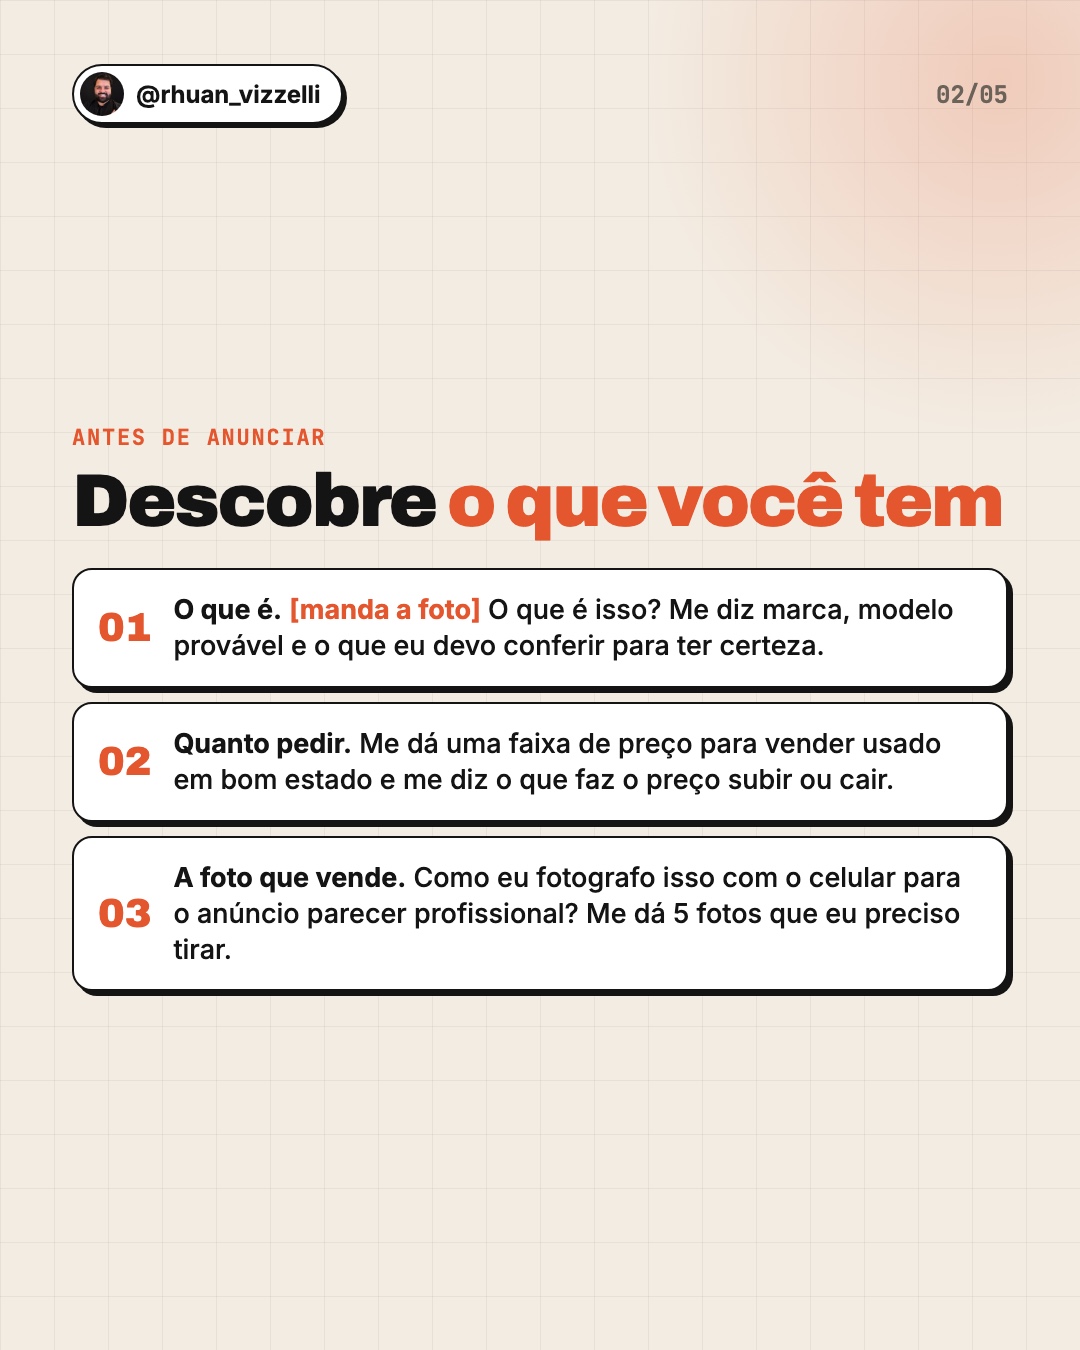 @rhuan_vizzelli
02/05
ANTES DE ANUNCIAR
Descobre o que você tem
01
O que é. [manda a foto] O que é isso? Me diz marca, modelo
provável e o que eu devo conferir para ter certeza.
02
Quanto pedir. Me dá uma faixa de preço para vender usado
em bom estado e me diz o que faz o preço subir ou cair.
03
A foto que vende. Como eu fotografo isso com o celular para
o anúncio parecer profissional? Me dá 5 fotos que eu preciso
tirar.